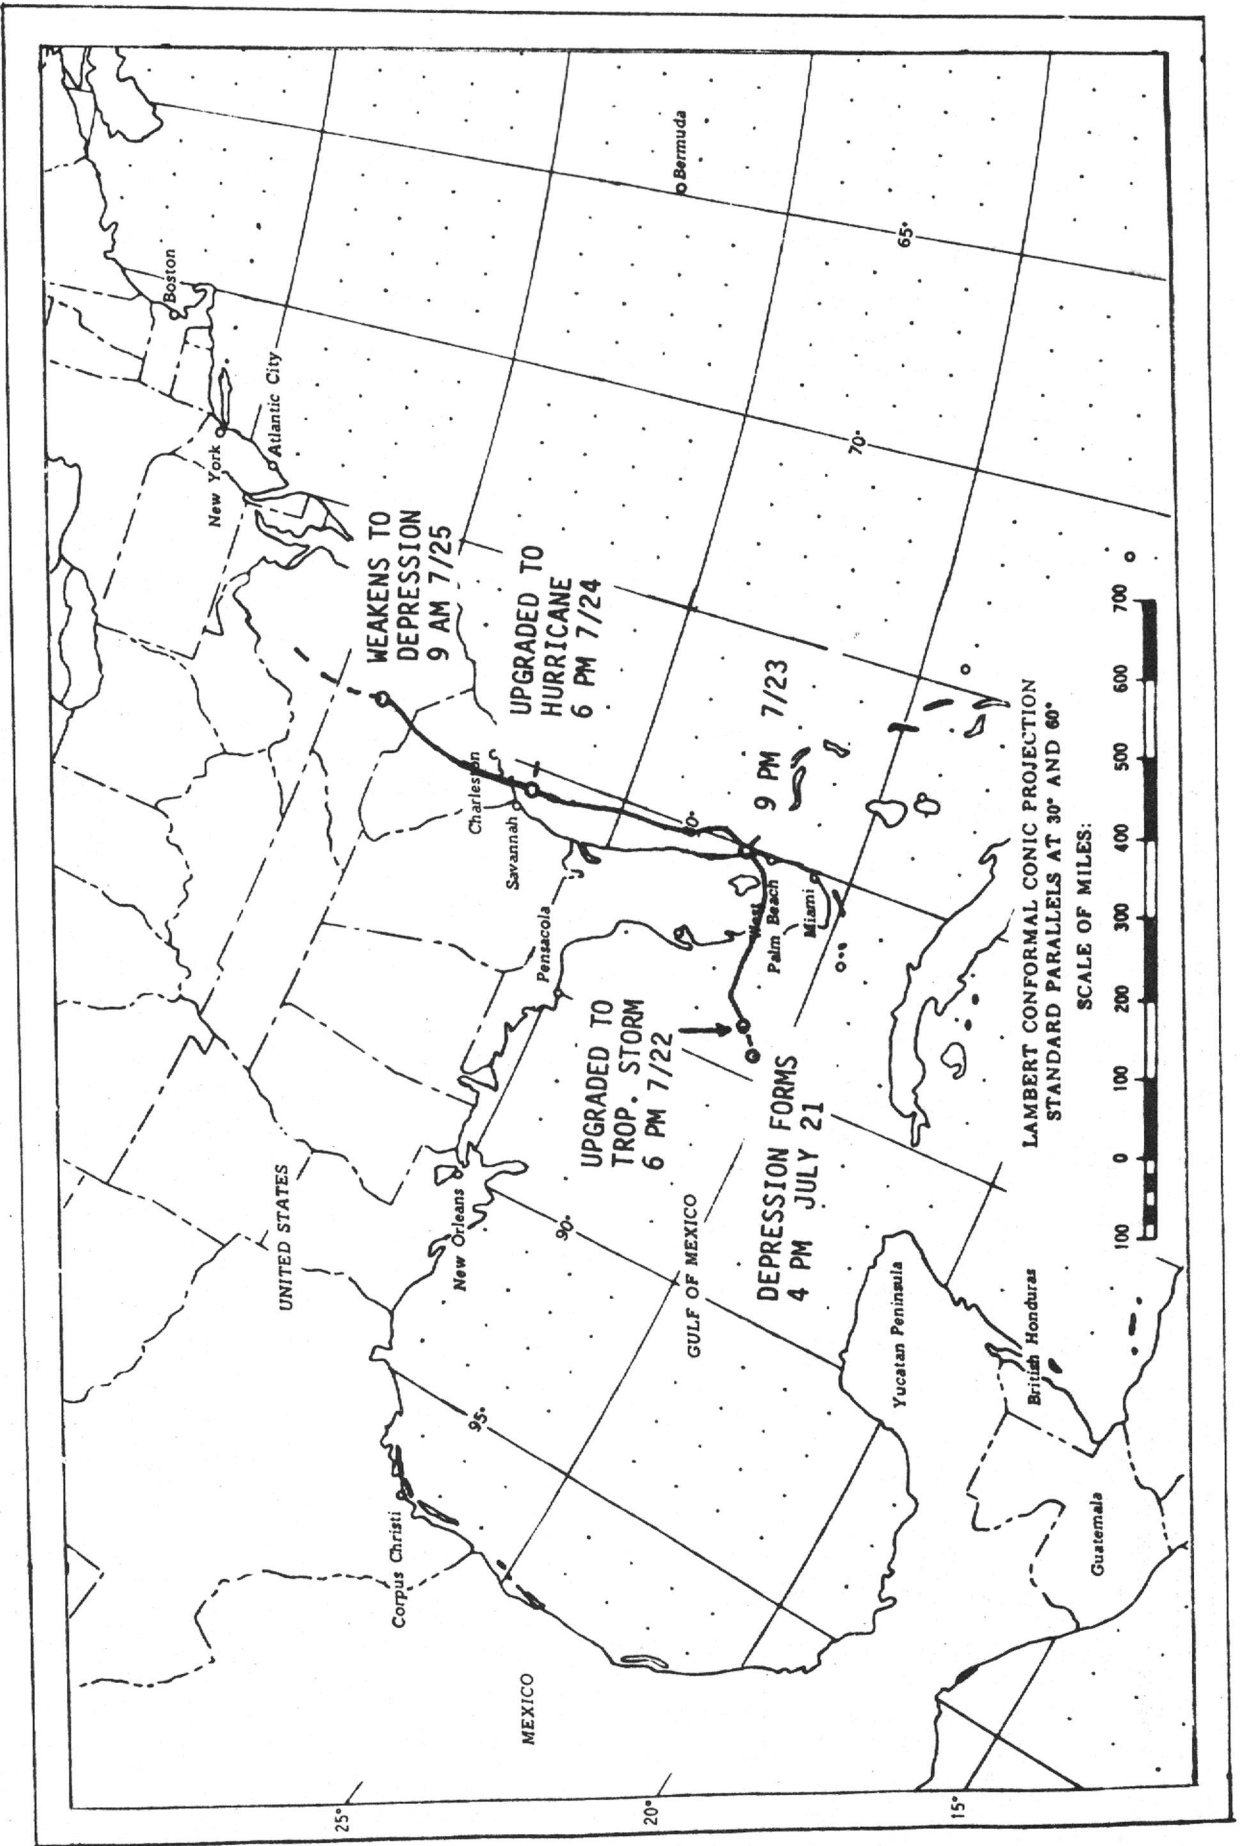 Boston
New York
Atlantic City
Bermuda
65°
70°
WEAKENS TO
DEPRESSION
9 AM 7/25
UPGRADED TO
HURRICANE
6 PM 7/24
9 PM 7/23
Charleston
Savannah
80°
Pensacola
West
Palm Beach
Miami
UPGRADED TO
TROP. STORM
6 PM 7/22
DEPRESSION FORMS
4 PM JULY 21
UNITED STATES
New Orleans
90°
GULF OF MEXICO
95°
Corpus Christi
MEXICO
Yucatan Peninsula
British Honduras
Guatemala
25°
20°
15°
LAMBERT CONFORMAL CONIC PROJECTION
STANDARD PARALLELS AT 30° AND 60°
SCALE OF MILES:
100 0 100 200 300 400 500 600 700